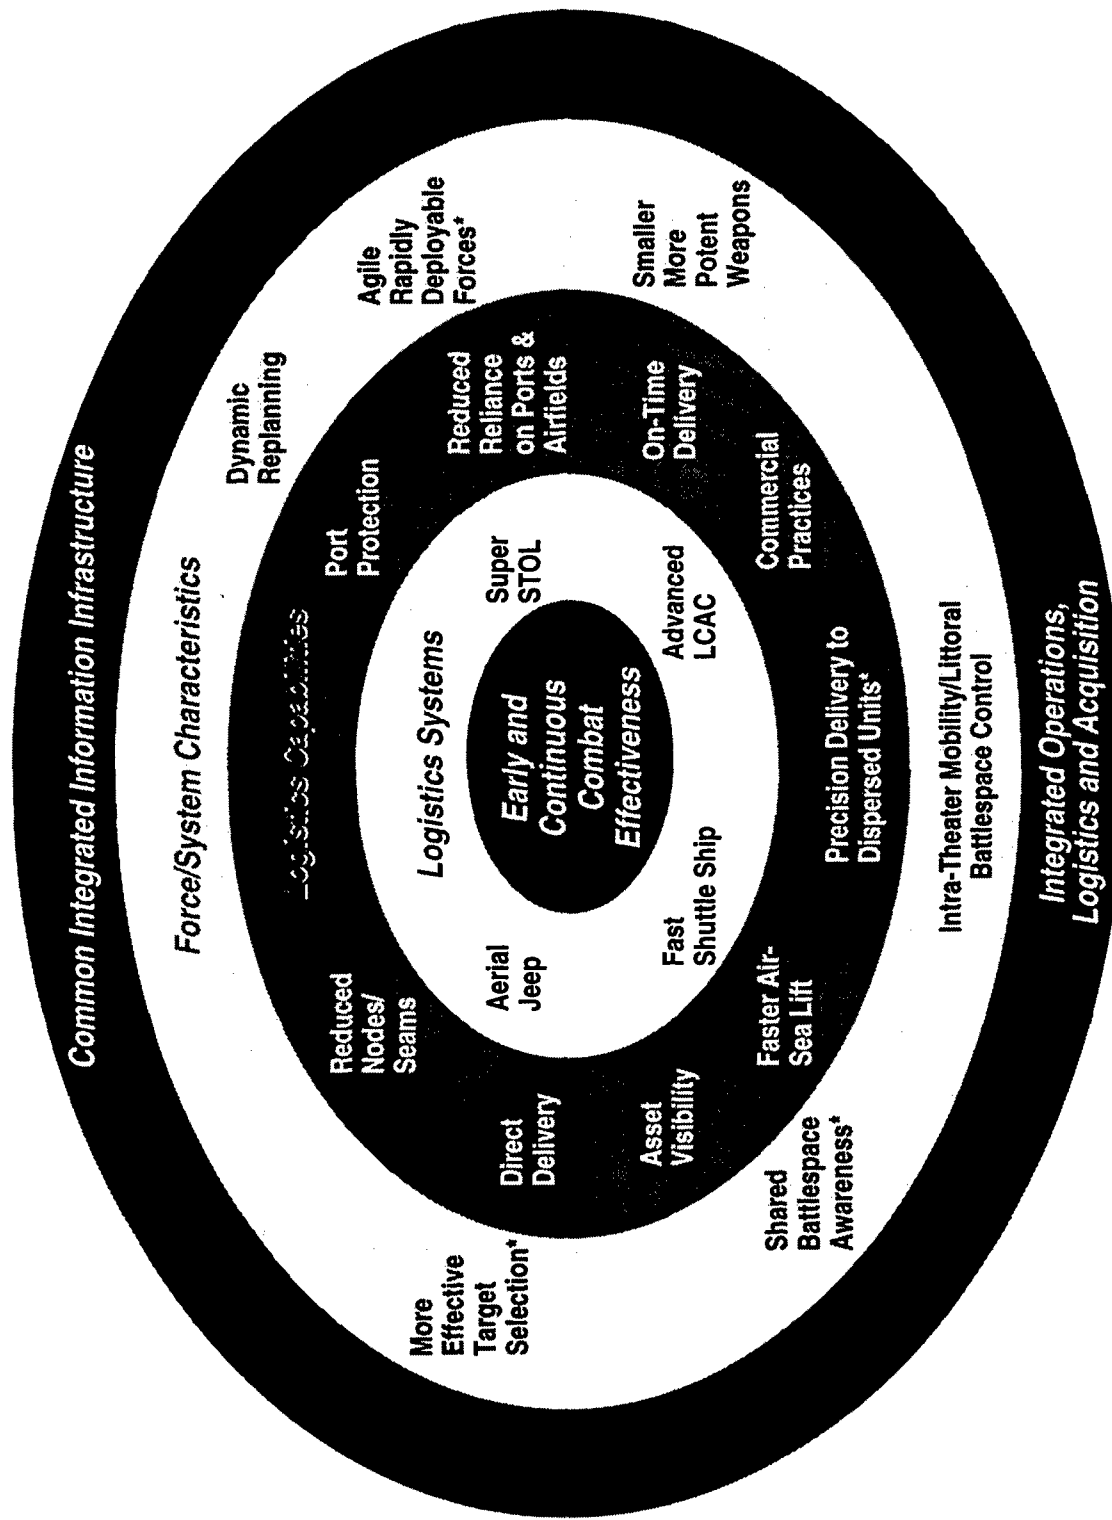 Common Integrated Information Infrastructure
Force/System Characteristics
Dynamic
Replanning
More
Effective
Target
Selection*
Agile
Rapidly
Deployable
Forces*
Logistics Capabilities
Reduced
Nodes/
Seams
Port
Protection
Direct
Delivery
Reduced
Reliance
on Ports &
Airfields
Logistics Systems
Aerial
Jeep
Super
STOL
Early and
Continuous
Combat
Effectiveness
Fast
Shuttle Ship
Advanced
LCAC
Asset
Visibility
On-Time
Delivery
Faster Air-
Sea Lift
Commercial
Practices
Precision Delivery to
Dispersed Units*
Shared
Battlespace
Awareness*
Smaller
More
Potent
Weapons
Intra-Theater Mobility/Littoral
Battlespace Control
Integrated Operations,
Logistics and Acquisition